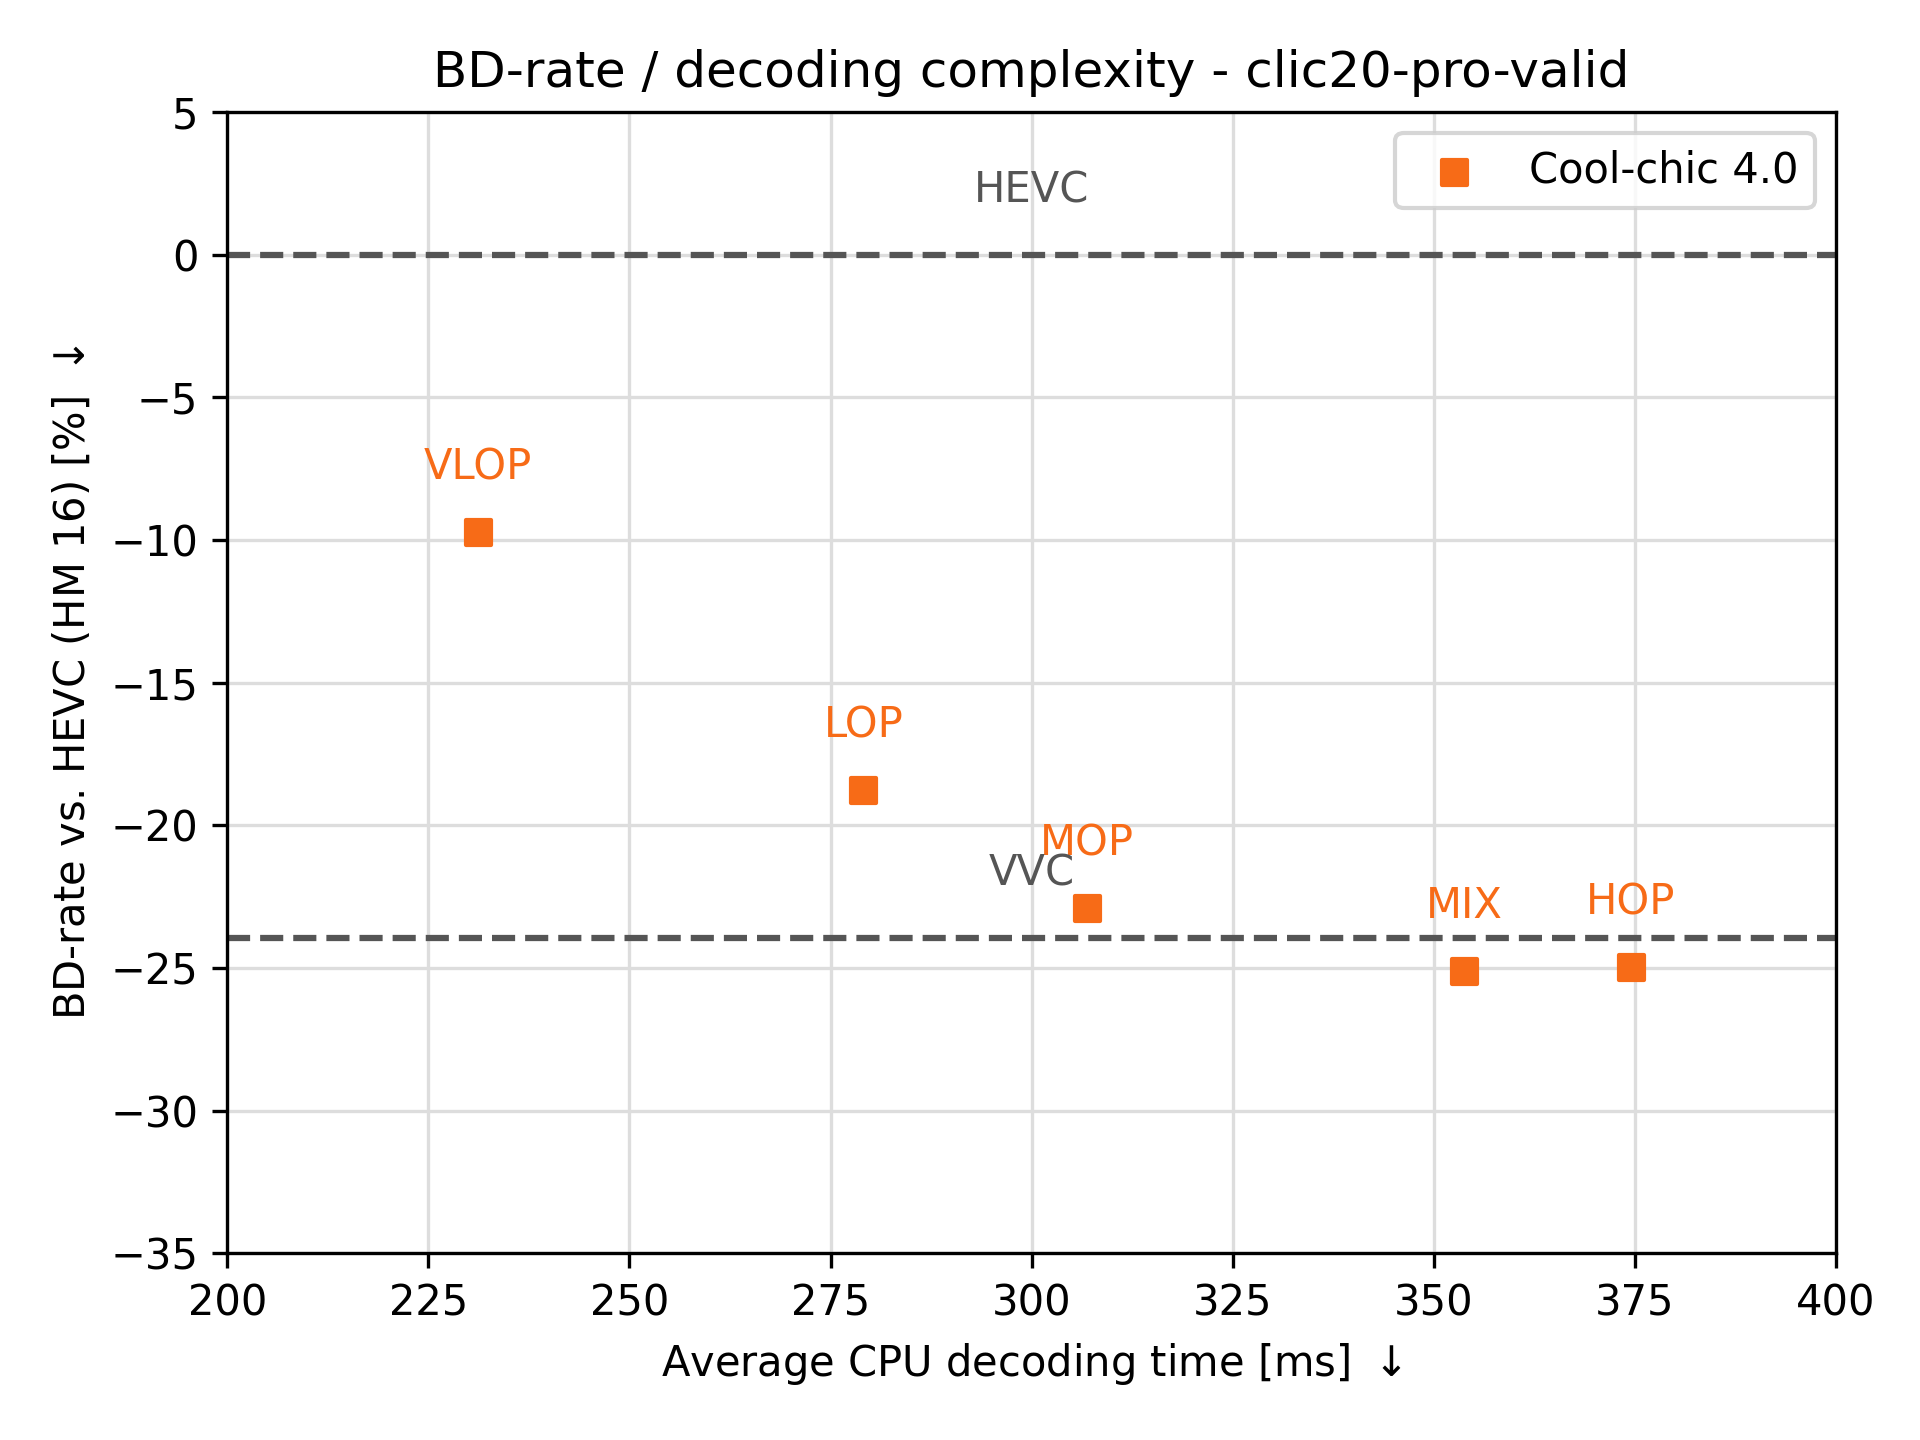 BD-rate / decoding complexity - clic20-pro-valid
Cool-chic 4.0
HEVC
VLOP
LOP
MOP
VVC
MIX
HOP
BD-rate vs. HEVC (HM 16) [%] ↓
5
0
−5
−10
−15
−20
−25
−30
−35
200 225 250 275 300 325 350 375 400
Average CPU decoding time [ms] ↓